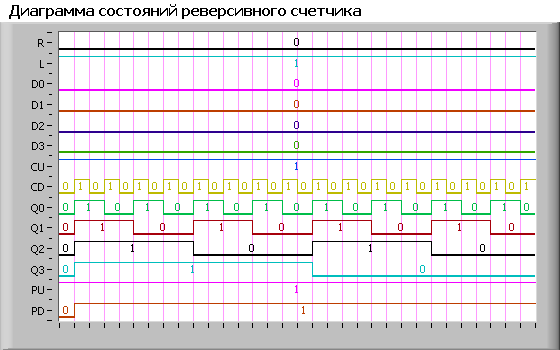 Диаграмма состояний реверсивного счетчика
R 0
L 1
D0 0
D1 0
D2 0
D3 0
CU 1
CD 0 1 0 1 0 1 0 1 0 1 0 1 0 1 0 1 0 1 0 1 0 1 0 1 0 1 0 1 0 1 0 1
Q0 0 1 0 1 0 1 0 1 0 1 0 1 0 1 0 1 0
Q1 0 1 0 1 0 1 0 1 0
Q2 0 1 0 1 0
Q3 0 1 0
PU 1
PD 0 1